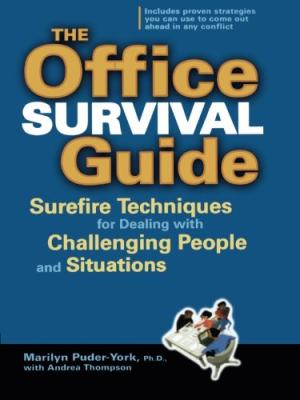 Includes proven strategies
you can use to come out
ahead in any conflict
THE
Office
SURVIVAL
Guide
Surefire Techniques
for Dealing with
Challenging People
and Situations
Marilyn Puder-York, Ph.D.,
with Andrea Thompson